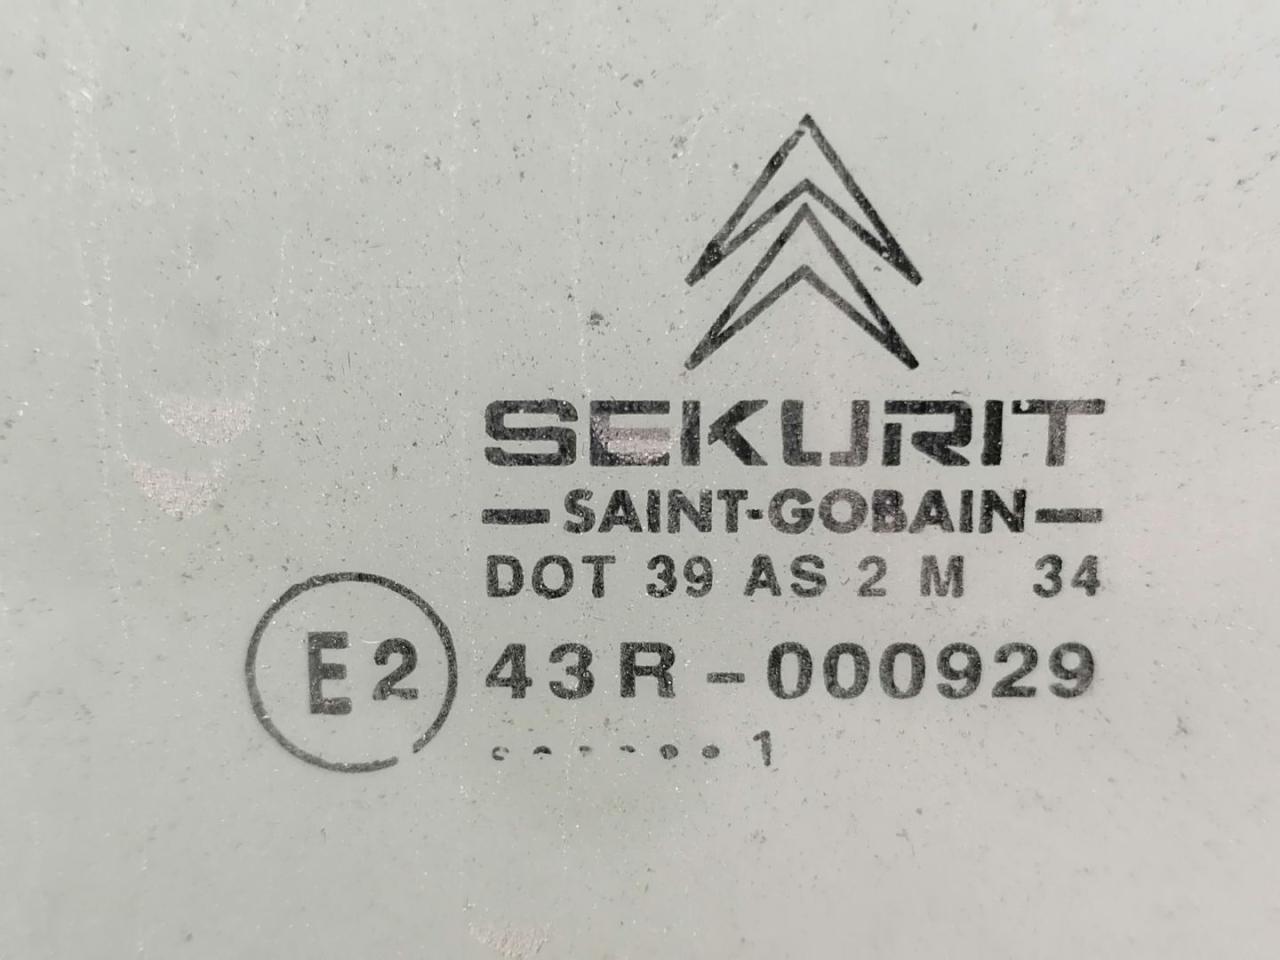 SEKURIT
SAINT-GOBAIN
DOT 39 AS 2 M 34
E2 43R-000929
1